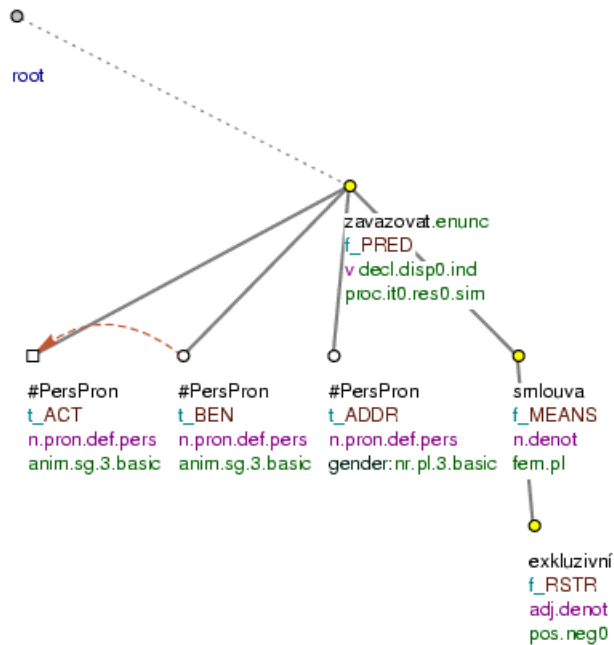 root
zavazovat.enunc
f_PRED
v decl.disp0.ind
proc.it0.res0.sim
#PersPron
t_ACT
n.pron.def.pers
anim.sg.3.basic
#PersPron
t_BEN
n.pron.def.pers
anim.sg.3.basic
#PersPron
t_ADDR
n.pron.def.pers
gender:nr.pl.3.basic
smlouva
f_MEANS
n.denot
fem.pl
exkluzivní
f_RSTR
adj.denot
pos.neg0